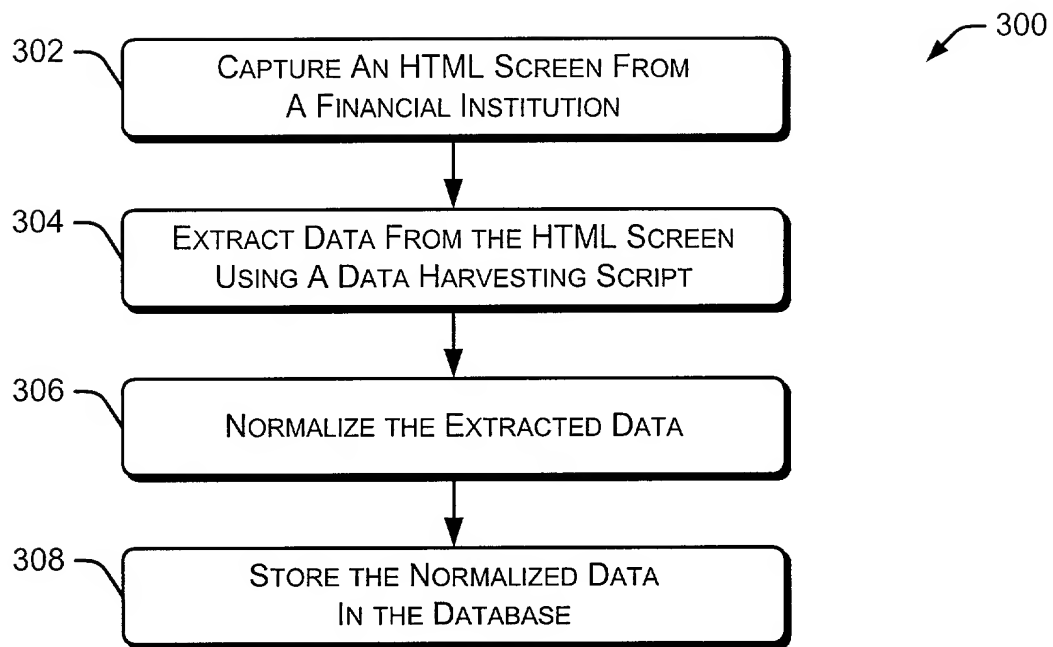 300
302
CAPTURE AN HTML SCREEN FROM
A FINANCIAL INSTITUTION
304
EXTRACT DATA FROM THE HTML SCREEN
USING A DATA HARVESTING SCRIPT
306
NORMALIZE THE EXTRACTED DATA
308
STORE THE NORMALIZED DATA
IN THE DATABASE